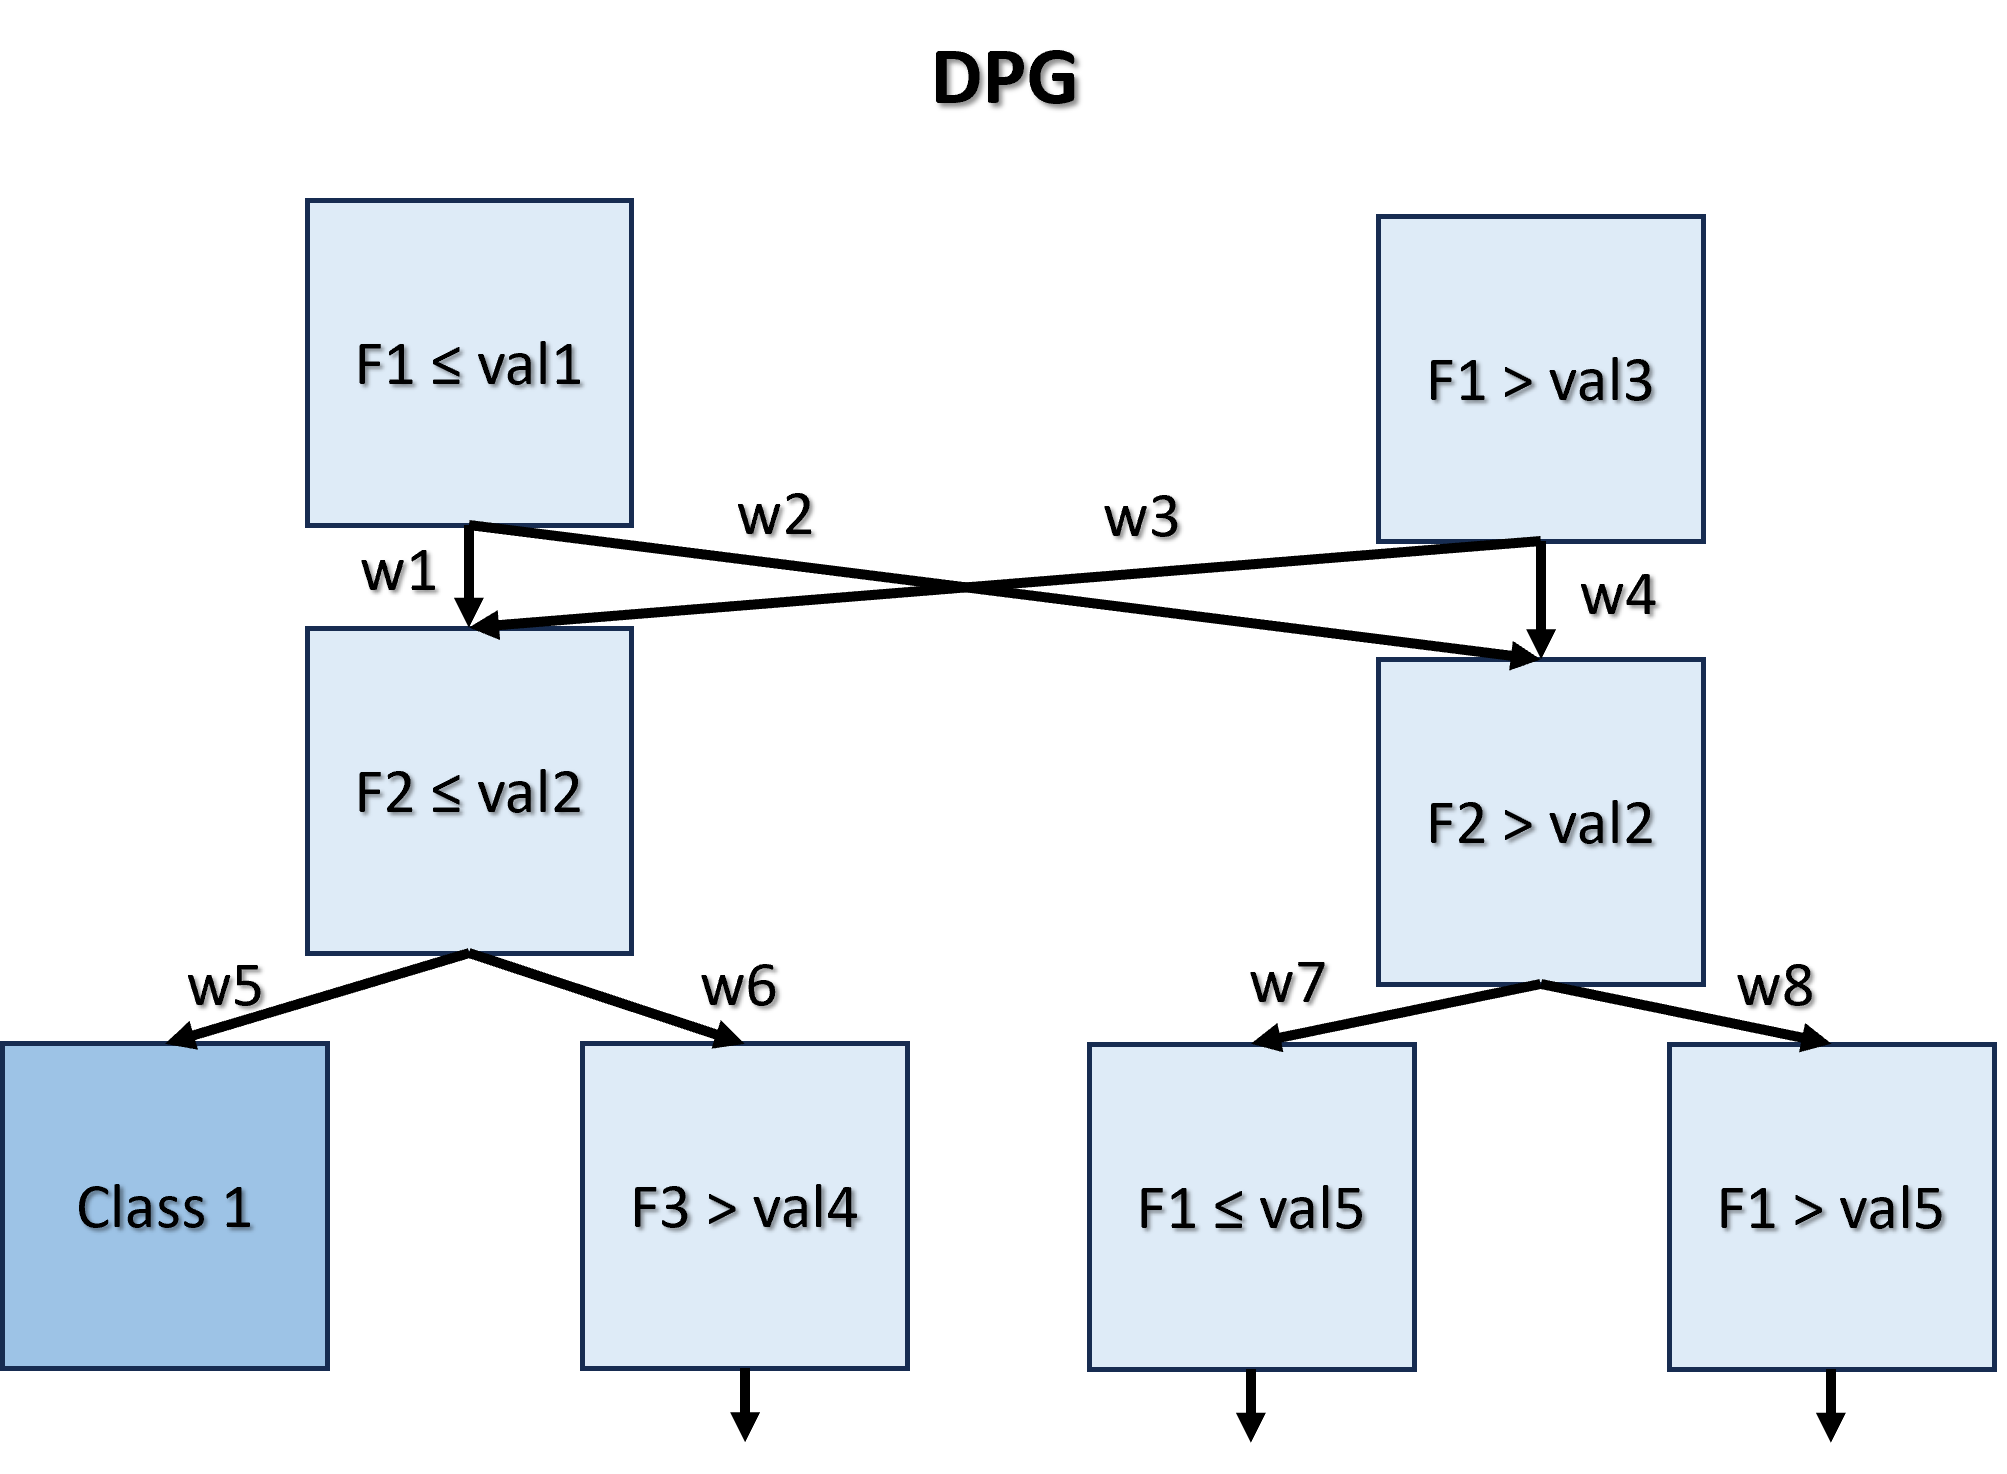 DPG
F1 ≤ val1
F1 > val3
w2
w3
w1
w4
F2 ≤ val2
F2 > val2
w5
w6
w7
w8
Class 1
F3 > val4
F1 ≤ val5
F1 > val5